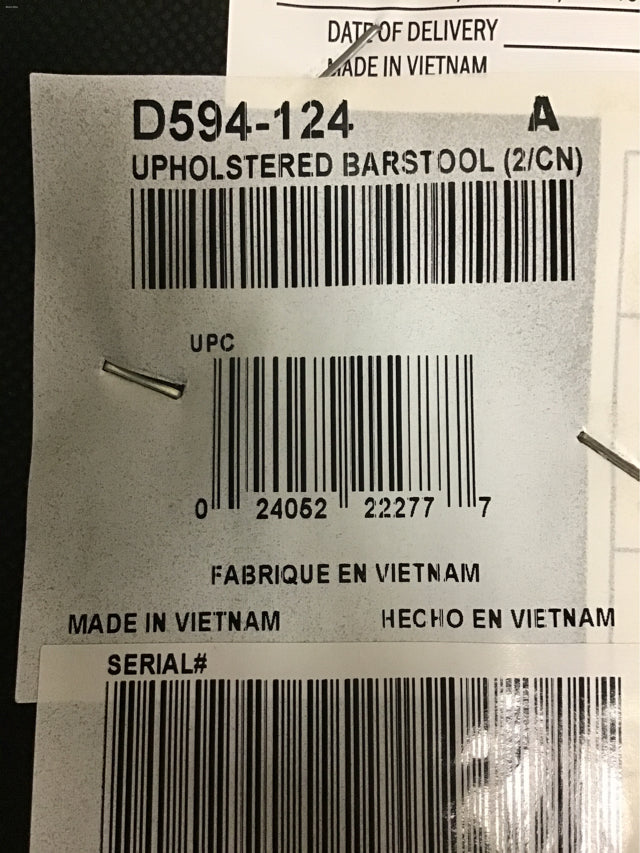 DATE OF DELIVERY
MADE IN VIETNAM
D594-124 A
UPHOLSTERED BARSTOOL (2/CN)
UPC
0 24052 22277 7
FABRIQUE EN VIETNAM
MADE IN VIETNAM HECHO EN VIETNAM
SERIAL#